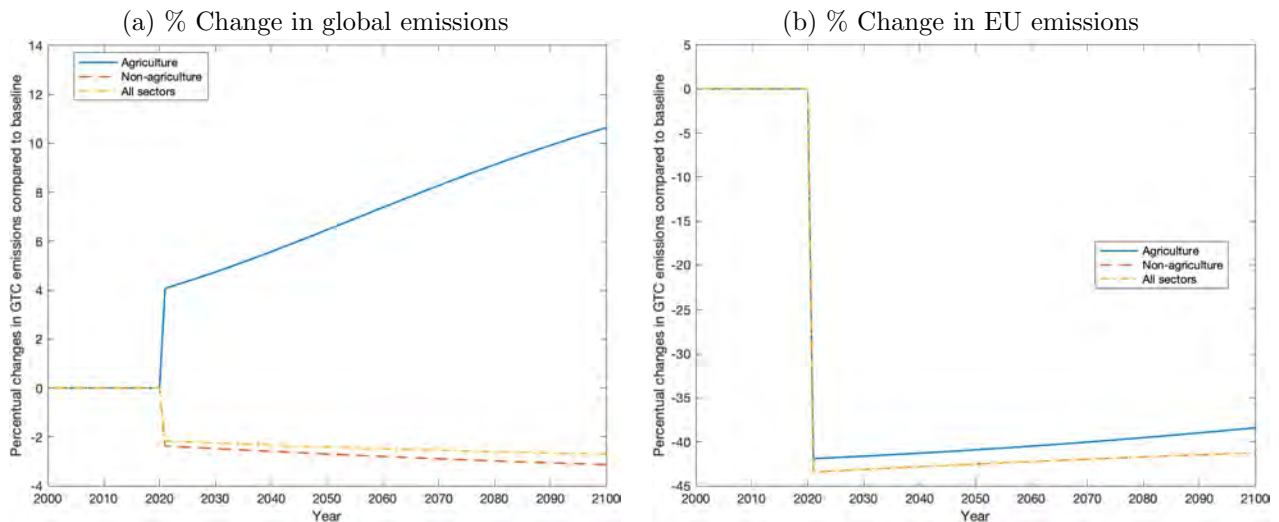 (a) % Change in global emissions
Percentual changes in GTC emissions compared to baseline
14
12
10
8
6
4
2
0
-2
-4
Agriculture
Non-agriculture
All sectors
2000 2010 2020 2030 2040 2050 2060 2070 2080 2090 2100
Year
(b) % Change in EU emissions
Percentual changes in GTC emissions compared to baseline
5
0
-5
-10
-15
-20
-25
-30
-35
-40
-45
Agriculture
Non-agriculture
All sectors
2000 2010 2020 2030 2040 2050 2060 2070 2080 2090 2100
Year